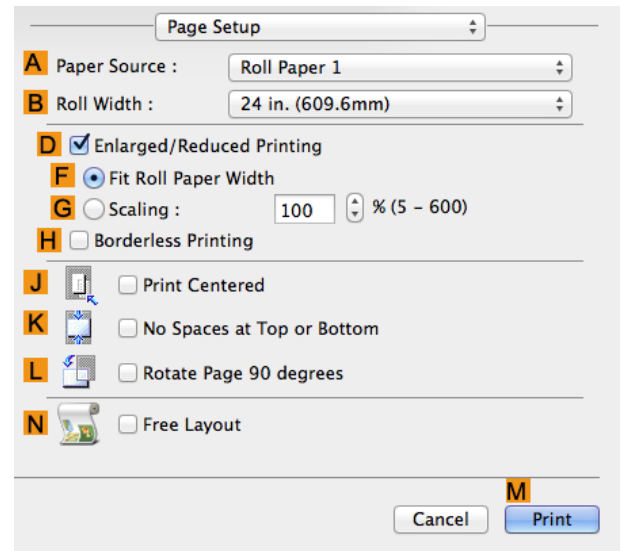 Page Setup
A Paper Source : Roll Paper 1
B Roll Width : 24 in. (609.6mm)
D Enlarged/Reduced Printing
F Fit Roll Paper Width
G Scaling : 100 % (5 – 600)
H Borderless Printing
J Print Centered
K No Spaces at Top or Bottom
L Rotate Page 90 degrees
N Free Layout
M
Cancel Print